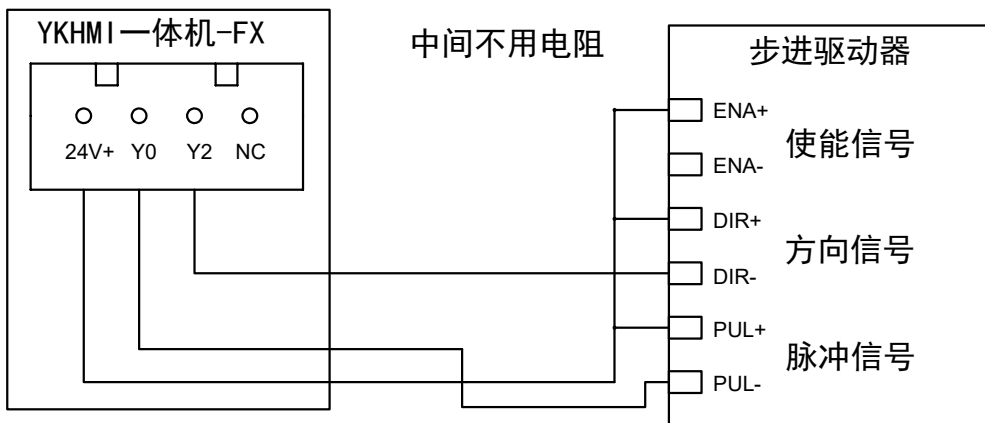 YKHMI一体机-FX
24V+ Y0 Y2 NC
中间不用电阻
步进驱动器
ENA+
使能信号
ENA-
DIR+
方向信号
DIR-
PUL+
脉冲信号
PUL-